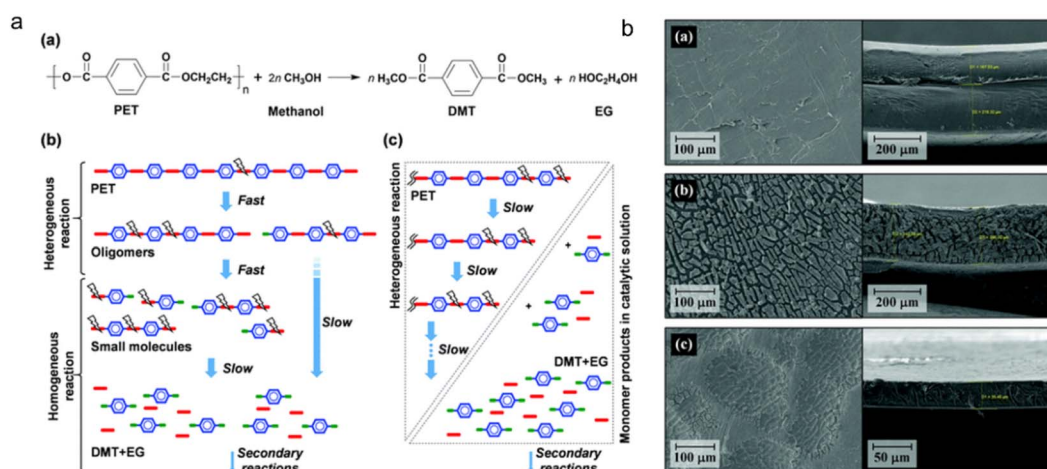 a
(a)
O C C OCH₂CH₂ n + 2n CH₃OH → n H₃CO C C OCH₃ + n HOC₂H₄OH
O O O O
PET Methanol DMT EG
(b)
Heterogeneous reaction
PET
Fast
Oligomers
Fast
Slow
Small molecules
Slow
Homogeneous reaction
DMT+EG
Secondary reactions
(c)
Heterogeneous reaction
PET
Slow
+
Slow
+
Slow
DMT+EG
Monomer products in catalytic solution
Secondary reactions
b
(a)
100 μm
200 μm
(b)
100 μm
200 μm
(c)
100 μm
50 μm